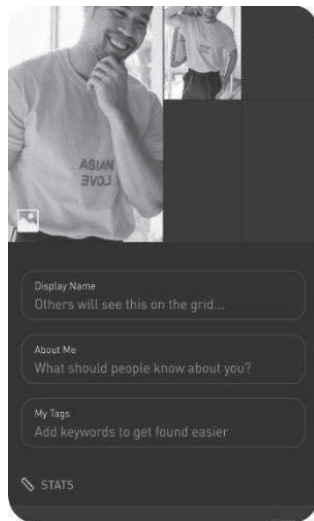 ASIAN
LOVE
Display Name
Others will see this on the grid...
About Me
What should people know about you?
My Tags
Add keywords to get found easier
STATS